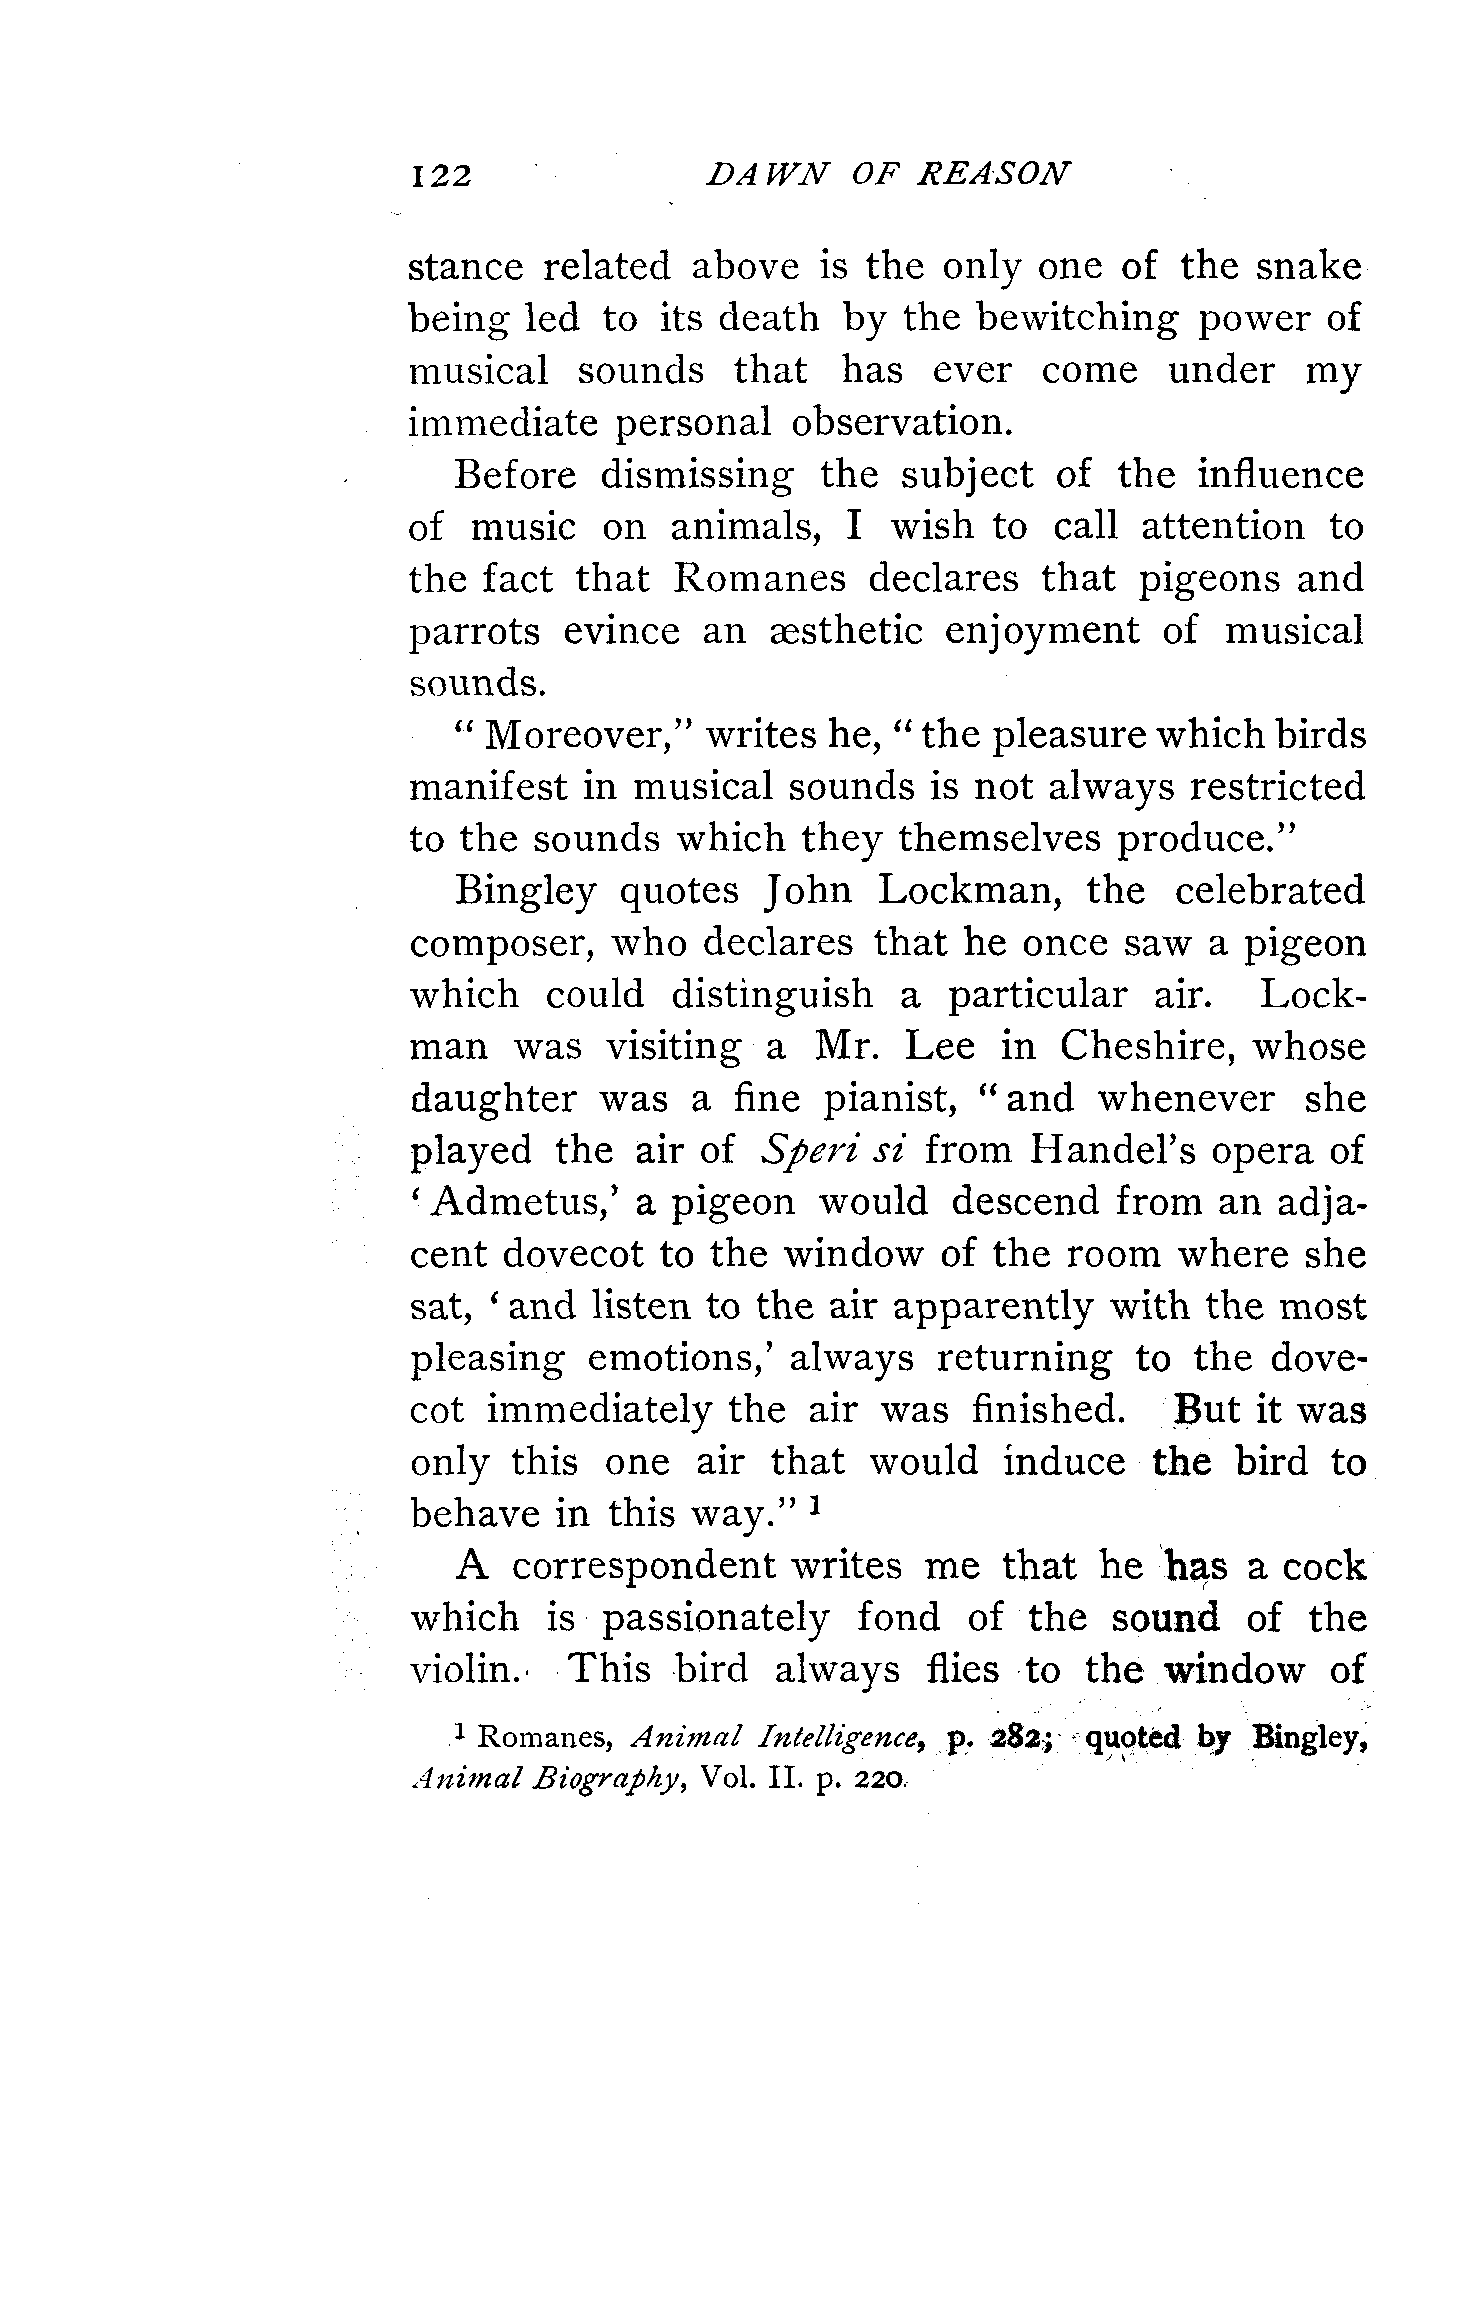 122 DAWN OF REASON
stance related above is the only one of the snake
being led to its death by the bewitching power of
musical sounds that has ever come under my
immediate personal observation.
Before dismissing the subject of the influence
of music on animals, I wish to call attention to
the fact that Romanes declares that pigeons and
parrots evince an æsthetic enjoyment of musical
sounds.
“ Moreover,” writes he, “ the pleasure which birds
manifest in musical sounds is not always restricted
to the sounds which they themselves produce.”
Bingley quotes John Lockman, the celebrated
composer, who declares that he once saw a pigeon
which could distinguish a particular air. Lock-
man was visiting a Mr. Lee in Cheshire, whose
daughter was a fine pianist, “ and whenever she
played the air of Speri si from Handel’s opera of
‘ Admetus,’ a pigeon would descend from an adja-
cent dovecot to the window of the room where she
sat, ‘ and listen to the air apparently with the most
pleasing emotions,’ always returning to the dove-
cot immediately the air was finished. But it was
only this one air that would induce the bird to
behave in this way.” 1
A correspondent writes me that he has a cock
which is passionately fond of the sound of the
violin. This bird always flies to the window of
1 Romanes, Animal Intelligence, p. 282; quoted by Bingley,
Animal Biography, Vol. II. p. 220.